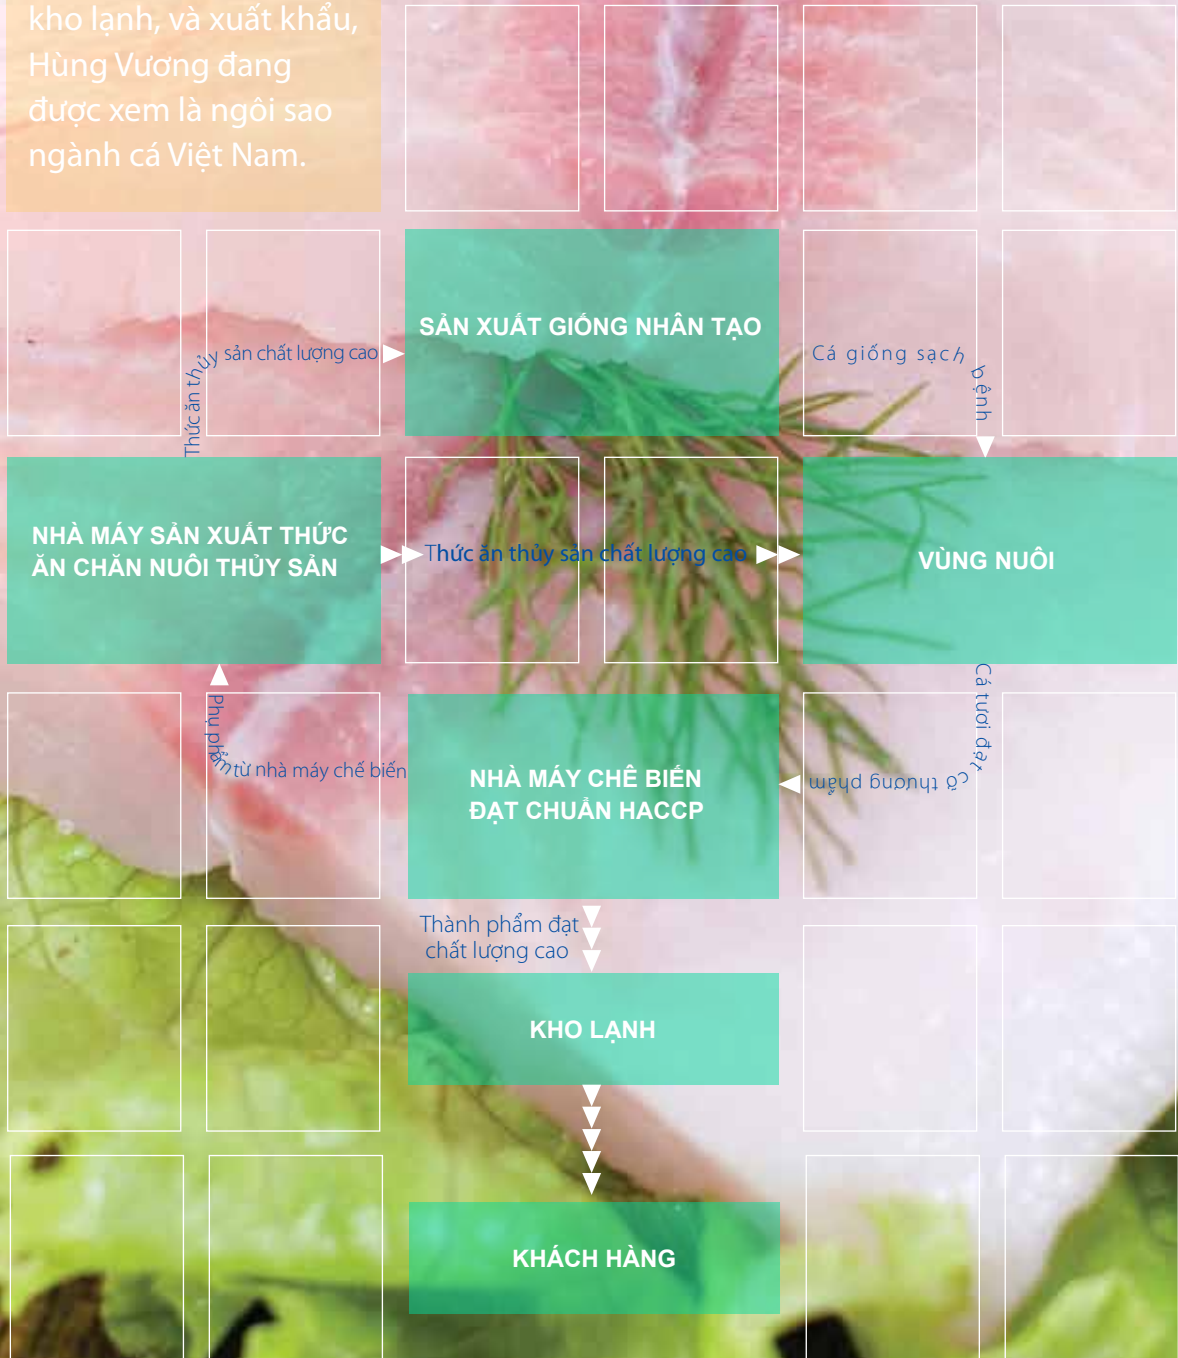 kho lạnh, và xuất khẩu,
Hùng Vương đang
được xem là ngôi sao
ngành cá Việt Nam.
SẢN XUẤT GIỐNG NHÂN TẠO
Thức ăn thủy sản chất lượng cao
Cá giống sạch bệnh
NHÀ MÁY SẢN XUẤT THỨC
ĂN CHĂN NUÔI THỦY SẢN
Thức ăn thủy sản chất lượng cao
VÙNG NUÔI
Phụ phẩm từ nhà máy chế biến
NHÀ MÁY CHẾ BIẾN
ĐẠT CHUẨN HACCP
Cá tươi đạt cỡ thương phẩm
Thành phẩm đạt
chất lượng cao
KHO LẠNH
KHÁCH HÀNG